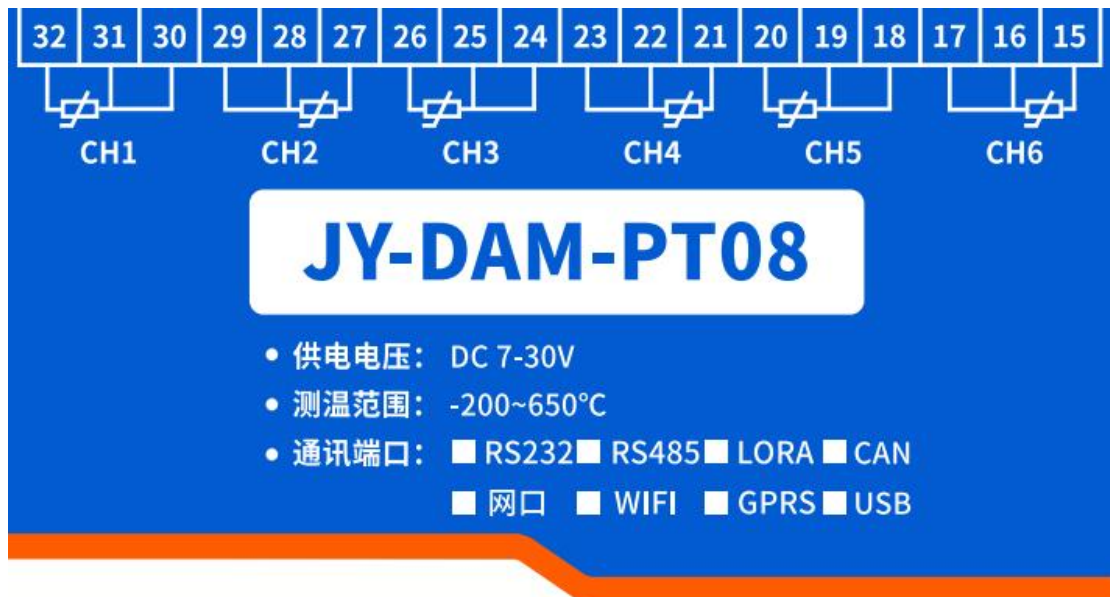 32 31 30 29 28 27 26 25 24 23 22 21 20 19 18 17 16 15
CH1 CH2 CH3 CH4 CH5 CH6
JY-DAM-PT08
供电电压： DC 7-30V
测温范围： -200~650℃
通讯端口： RS232 RS485 LORA CAN
网口 WIFI GPRS USB